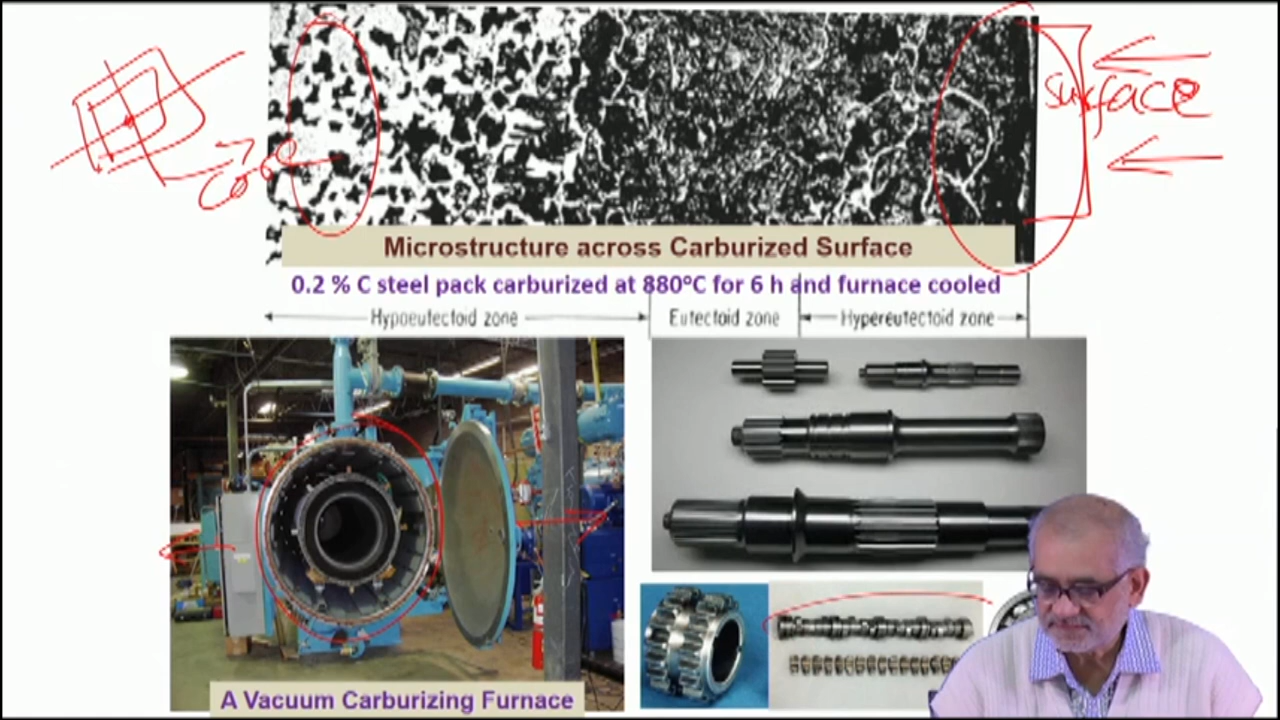 Surface
Core
Microstructure across Carburized Surface
0.2 % C steel pack carburized at 880°C for 6 h and furnace cooled
Hypoeutectoid zone
Eutectoid zone
Hypereutectoid zone
A Vacuum Carburizing Furnace